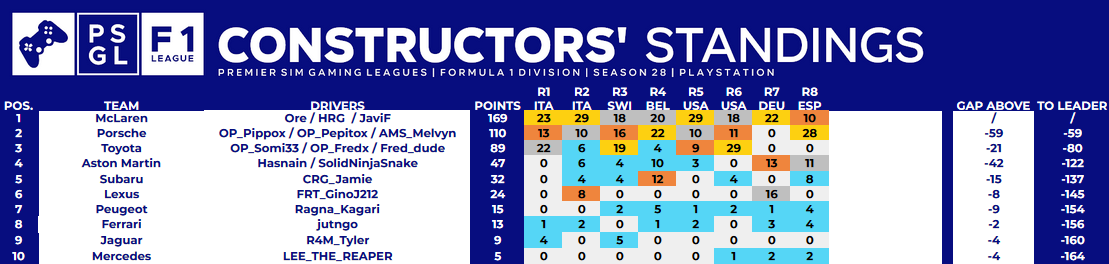 PS
GL
F1
LEAGUE
CONSTRUCTORS' STANDINGS
PREMIER SIM GAMING LEAGUES | FORMULA 1 DIVISION | SEASON 28 | PLAYSTATION
R1 R2 R3 R4 R5 R6 R7 R8
POS. TEAM DRIVERS POINTS ITA ITA SWI BEL USA USA DEU ESP GAP ABOVE TO LEADER
1 McLaren Ore / HRG / JaviF 169 23 29 18 20 29 18 22 10 / /
2 Porsche OP_Pippox / OP_Pepitox / AMS_Melvyn 110 13 10 16 22 10 11 0 28 -59 -59
3 Toyota OP_Somi33 / OP_Fredx / Fred_dude 89 22 6 19 4 9 29 0 0 -21 -80
4 Aston Martin Hasnain / SolidNinjaSnake 47 0 6 4 10 3 0 13 11 -42 -122
5 Subaru CRG_Jamie 32 0 4 4 12 0 4 0 8 -15 -137
6 Lexus FRT_GinoJ212 24 0 8 0 0 0 0 16 0 -8 -145
7 Peugeot Ragna_Kagari 15 0 0 2 5 1 2 1 4 -9 -154
8 Ferrari jutngo 13 1 2 0 1 2 0 3 4 -2 -156
9 Jaguar R4M_Tyler 9 4 0 5 0 0 0 0 0 -4 -160
10 Mercedes LEE_THE_REAPER 5 0 0 0 0 0 1 2 2 -4 -164